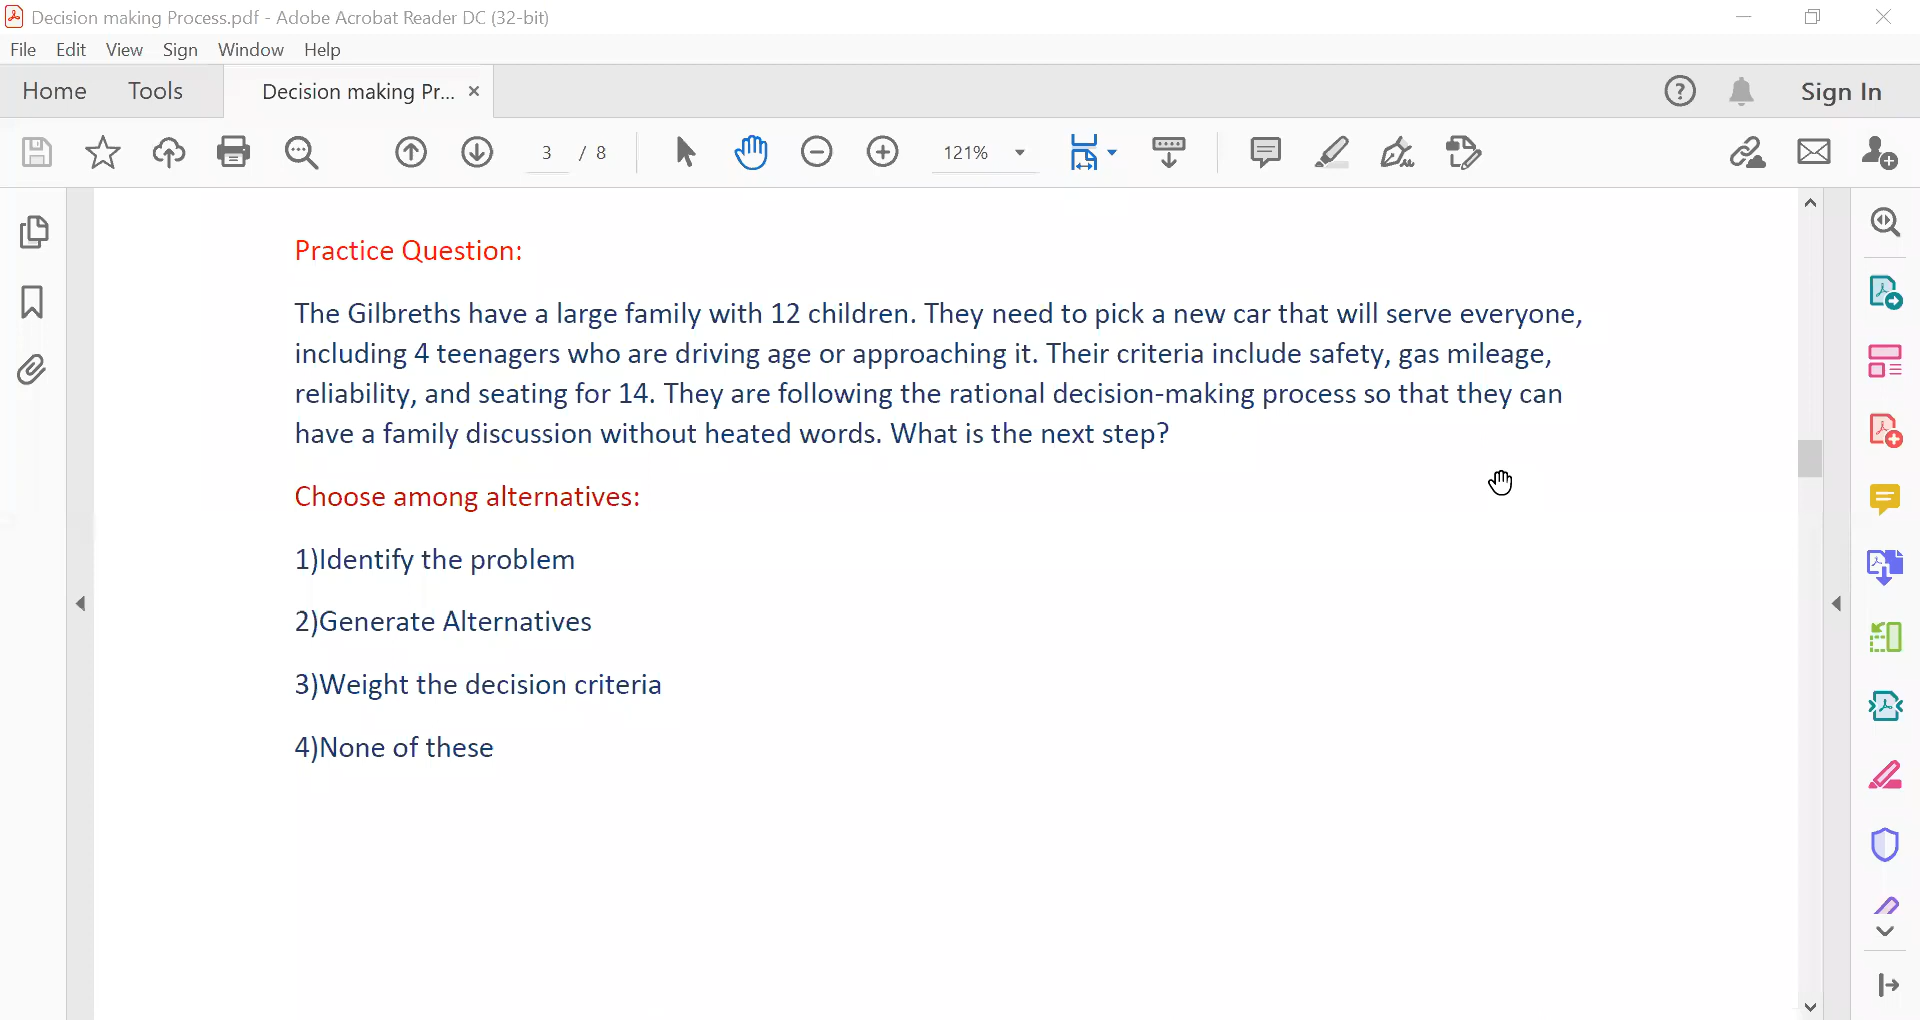 Decision making Process.pdf - Adobe Acrobat Reader DC (32-bit)
File Edit View Sign Window Help
Home Tools Decision making Pr... Sign In
3 / 8 121%
Practice Question:
The Gilbreths have a large family with 12 children. They need to pick a new car that will serve everyone,
including 4 teenagers who are driving age or approaching it. Their criteria include safety, gas mileage,
reliability, and seating for 14. They are following the rational decision-making process so that they can
have a family discussion without heated words. What is the next step?
Choose among alternatives:
1)Identify the problem
2)Generate Alternatives
3)Weight the decision criteria
4)None of these